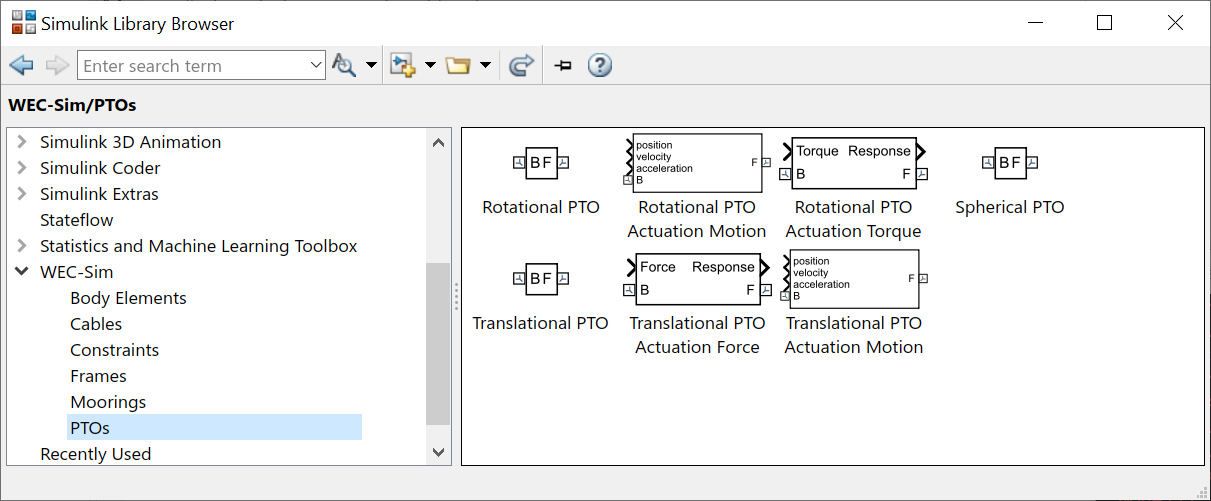 Simulink Library Browser
Enter search term
WEC-Sim/PTOs
Simulink 3D Animation
Simulink Coder
Simulink Extras
Stateflow
Statistics and Machine Learning Toolbox
WEC-Sim
Body Elements
Cables
Constraints
Frames
Moorings
PTOs
Recently Used
B F
Rotational PTO
position
velocity
acceleration
B
F
Rotational PTO
Actuation Motion
Torque Response
B F
Rotational PTO
Actuation Torque
B F
Spherical PTO
B F
Translational PTO
Force Response
B F
Translational PTO
Actuation Force
position
velocity
acceleration
B
F
Translational PTO
Actuation Motion